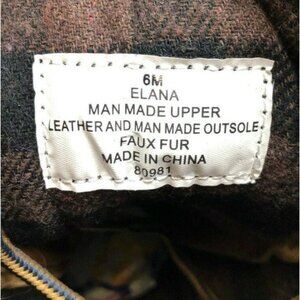 6M
ELANA
MAN MADE UPPER
LEATHER AND MAN MADE OUTSOLE
FAUX FUR
MADE IN CHINA
80981